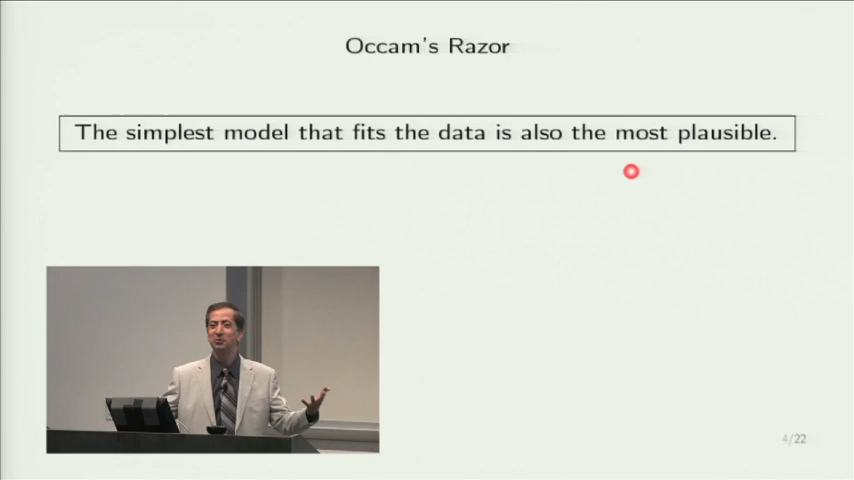 Occam's Razor
The simplest model that fits the data is also the most plausible.
4/22